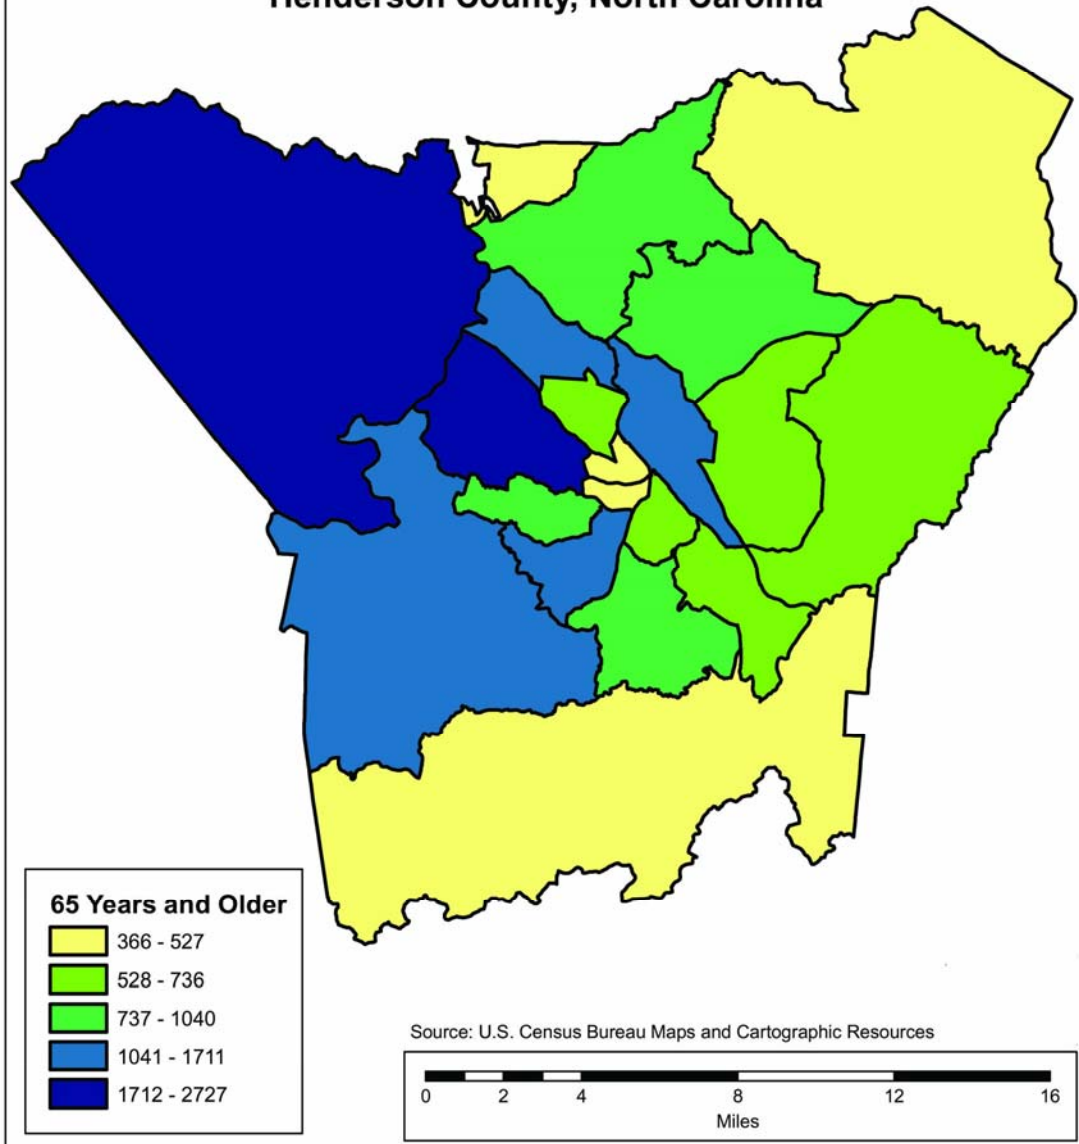 Henderson County, North Carolina
65 Years and Older
366 - 527
528 - 736
737 - 1040
1041 - 1711
1712 - 2727
Source: U.S. Census Bureau Maps and Cartographic Resources
0 2 4 8 12 16
Miles